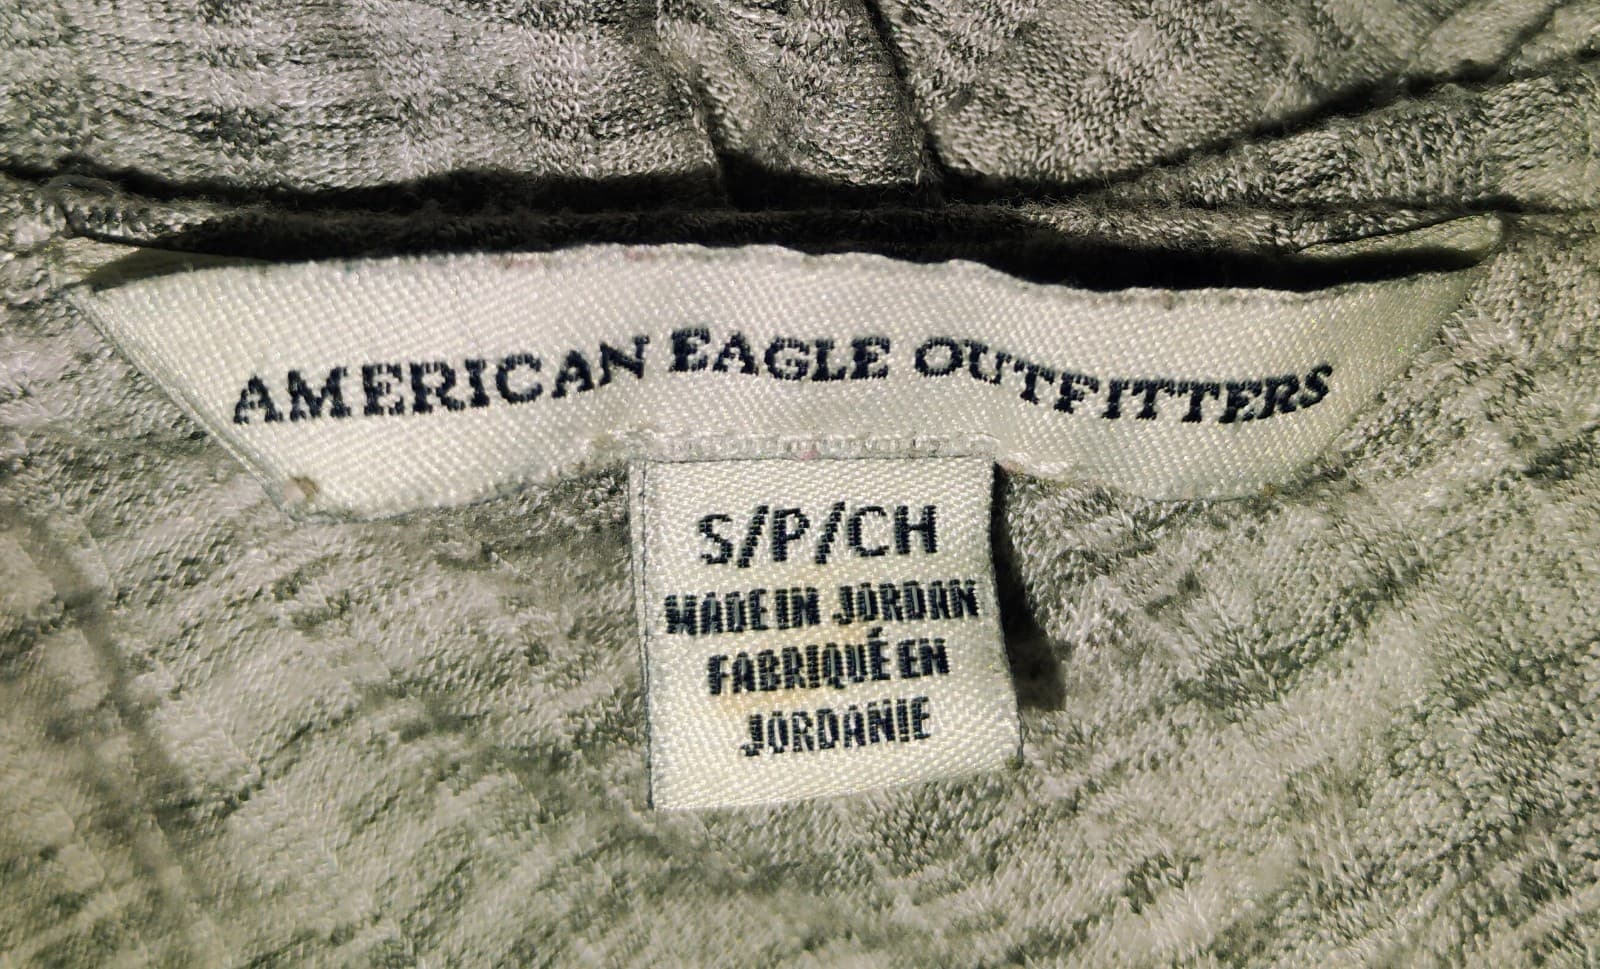 AMERICAN EAGLE OUTFITTERS
S/P/CH
MADE IN JORDAN
FABRIQUÉ EN
JORDANIE